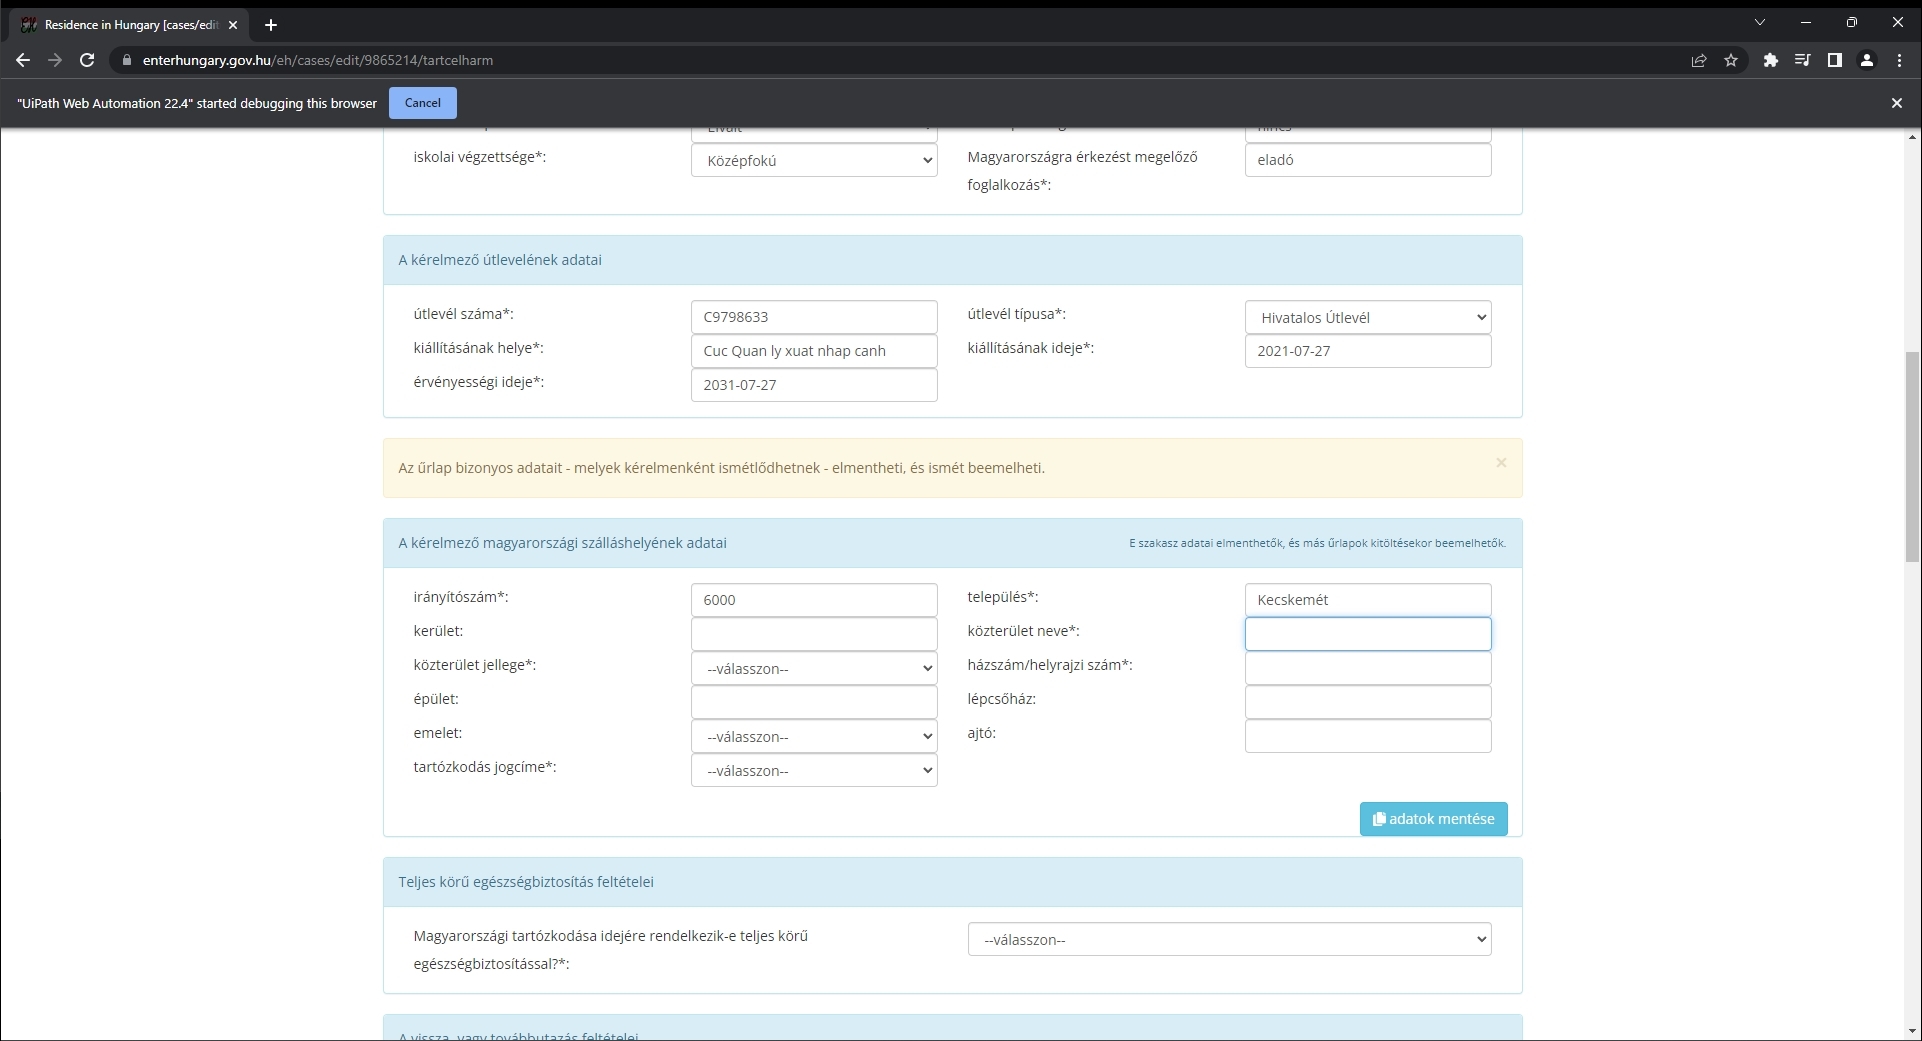 Residence in Hungary [cases/edit
enterhungary.gov.hu/eh/cases/edit/9865214/tartcelharm
"UiPath Web Automation 22.4" started debugging this browser Cancel
iskolai végzettsége*: Középfokú Magyarországra érkezést megelőző eladó
foglalkozás*:
A kérelmező útlevelének adatai
útlevél száma*: C9798633 útlevél típusa*: Hivatalos Útlevél
kiállításának helye*: Cuc Quan ly xuat nhap canh kiállításának ideje*: 2021-07-27
érvényességi ideje*: 2031-07-27
Az űrlap bizonyos adatait - melyek kérelmenként ismétlődhetnek - elmentheti, és ismét beemelheti.
A kérelmező magyarországi szálláshelyének adatai E szakasz adatai elmenthetők, és más űrlapok kitöltésekor beemelhetők.
irányítószám*: 6000 település*: Kecskemét
kerület: közterület neve*:
közterület jellege*: --válasszon-- házszám/helyrajzi szám*:
épület: lépcsőház:
emelet: --válasszon-- ajtó:
tartózkodás jogcíme*: --válasszon--
adatok mentése
Teljes körű egészségbiztosítás feltételei
Magyarországi tartózkodása idejére rendelkezik-e teljes körű --válasszon--
egészségbiztosítással?*:
A vissza- vagy továbbutazás feltételei